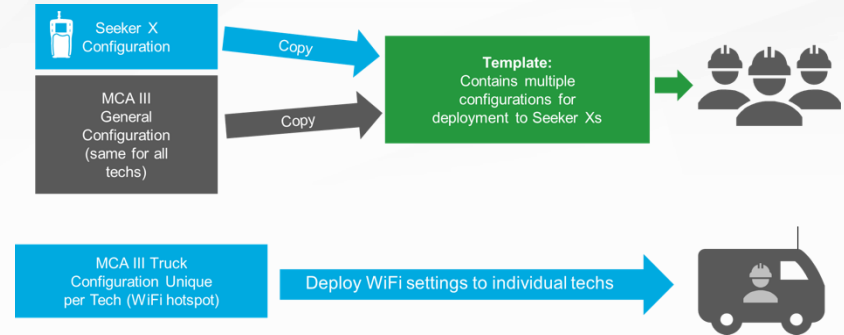 Seeker X
Configuration
Copy
MCA III
General
Configuration
(same for all
techs)
Copy
Template:
Contains multiple
configurations for
deployment to Seeker Xs
MCA III Truck
Configuration Unique
per Tech (WiFi hotspot)
Deploy WiFi settings to individual techs